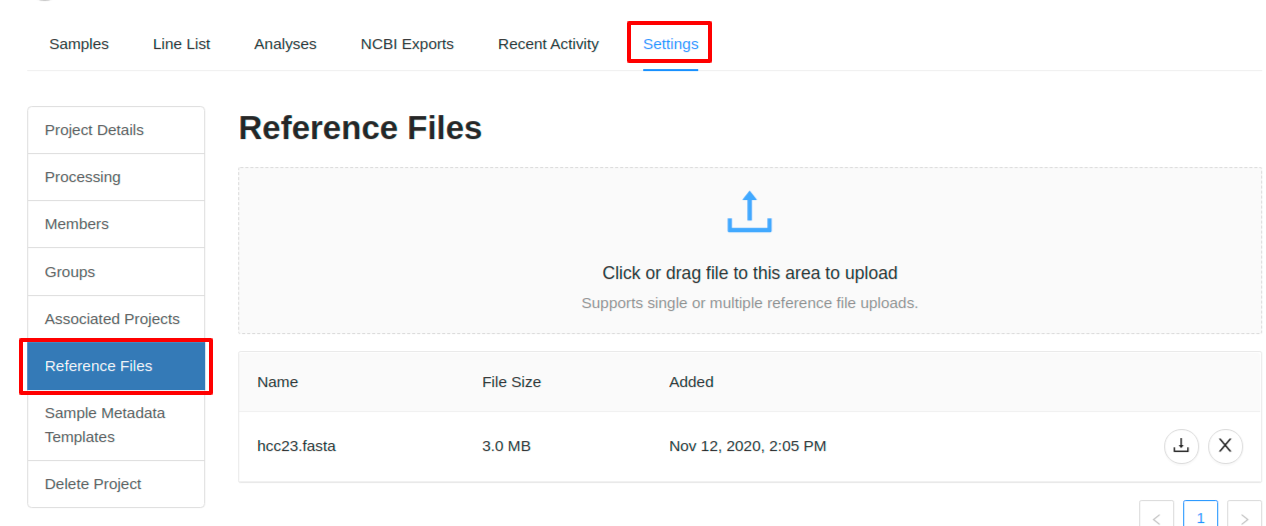 Samples Line List Analyses NCBI Exports Recent Activity Settings
Project Details
Processing
Members
Groups
Associated Projects
Reference Files
Sample Metadata
Templates
Delete Project
Reference Files
Click or drag file to this area to upload
Supports single or multiple reference file uploads.
Name File Size Added
hcc23.fasta 3.0 MB Nov 12, 2020, 2:05 PM
< 1 >